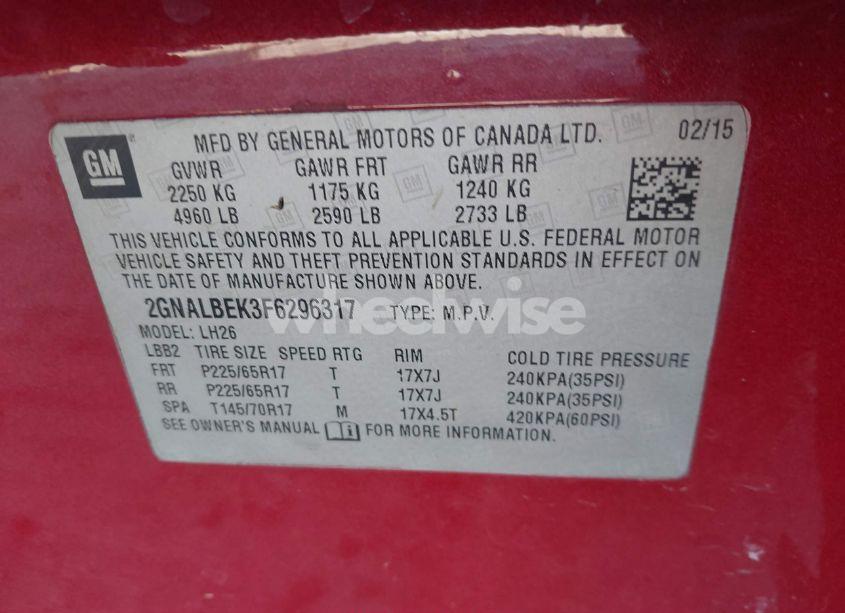 GM
MFD BY GENERAL MOTORS OF CANADA LTD. 02/15
GVWR GAWR FRT GAWR RR
2250 KG 1175 KG 1240 KG
4960 LB 2590 LB 2733 LB
THIS VEHICLE CONFORMS TO ALL APPLICABLE U.S. FEDERAL MOTOR
VEHICLE SAFETY AND THEFT PREVENTION STANDARDS IN EFFECT ON
THE DATE OF MANUFACTURE SHOWN ABOVE.
2GNALBEK3F6296317 TYPE: M.P.V.
wheelwise
MODEL: LH26
LBB2 TIRE SIZE SPEED RTG RIM COLD TIRE PRESSURE
FRT P225/65R17 T 17X7J 240KPA(35PSI)
RR P225/65R17 T 17X7J 240KPA(35PSI)
SPA T145/70R17 M 17X4.5T 420KPA(60PSI)
SEE OWNER'S MANUAL FOR MORE INFORMATION.